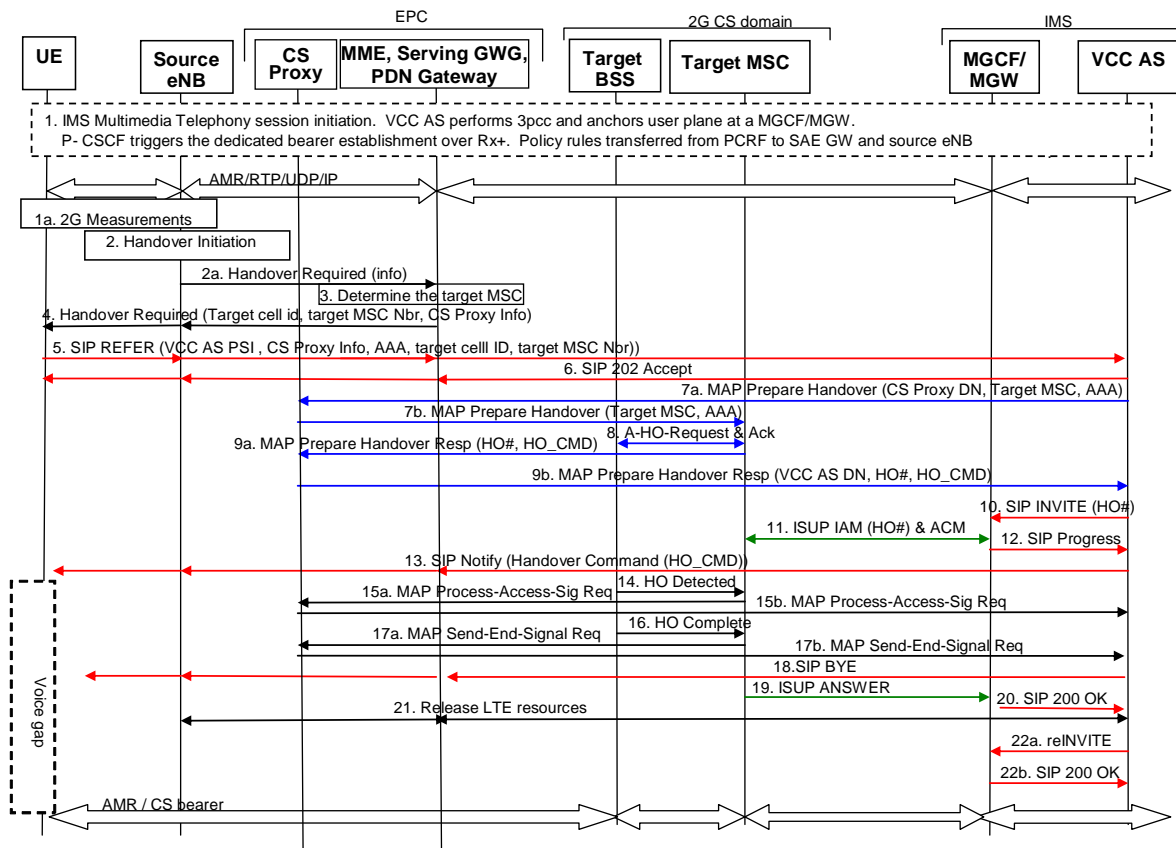 EPC
2G CS domain
IMS
UE
Source
eNB
CS
Proxy
MME, Serving GWG,
PDN Gateway
Target
BSS
Target MSC
MGCF/
MGW
VCC AS
1. IMS Multimedia Telephony session initiation. VCC AS performs 3pcc and anchors user plane at a MGCF/MGW.
P- CSCF triggers the dedicated bearer establishment over Rx+. Policy rules transferred from PCRF to SAE GW and source eNB
AMR/RTP/UDP/IP
1a. 2G Measurements
2. Handover Initiation
2a. Handover Required (info)
3. Determine the target MSC
4. Handover Required (Target cell id, target MSC Nbr, CS Proxy Info)
5. SIP REFER (VCC AS PSI , CS Proxy Info, AAA, target celll ID, target MSC Nbr))
6. SIP 202 Accept
7a. MAP Prepare Handover (CS Proxy DN, Target MSC, AAA)
7b. MAP Prepare Handover (Target MSC, AAA)
8. A-HO-Request & Ack
9a. MAP Prepare Handover Resp (HO#, HO_CMD)
9b. MAP Prepare Handover Resp (VCC AS DN, HO#, HO_CMD)
10. SIP INVITE (HO#)
11. ISUP IAM (HO#) & ACM
12. SIP Progress
13. SIP Notify (Handover Command (HO_CMD))
14. HO Detected
15a. MAP Process-Access-Sig Req
15b. MAP Process-Access-Sig Req
16. HO Complete
17a. MAP Send-End-Signal Req
17b. MAP Send-End-Signal Req
18.SIP BYE
19. ISUP ANSWER
20. SIP 200 OK
21. Release LTE resources
Voice gap
22a. reINVITE
22b. SIP 200 OK
AMR / CS bearer